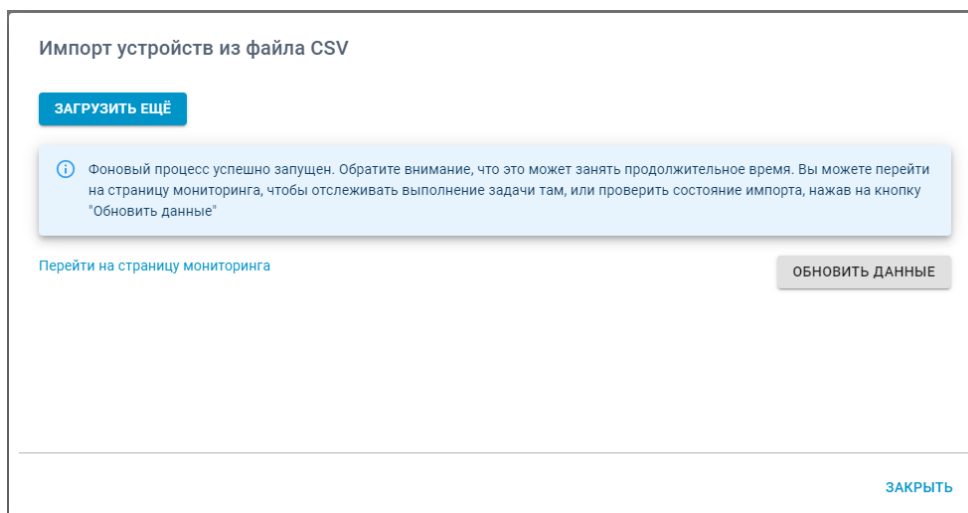 Импорт устройств из файла CSV
ЗАГРУЗИТЬ ЕЩЁ
Фоновый процесс успешно запущен. Обратите внимание, что это может занять продолжительное время. Вы можете перейти
на страницу мониторинга, чтобы отслеживать выполнение задачи там, или проверить состояние импорта, нажав на кнопку
"Обновить данные"
Перейти на страницу мониторинга
ОБНОВИТЬ ДАННЫЕ
ЗАКРЫТЬ